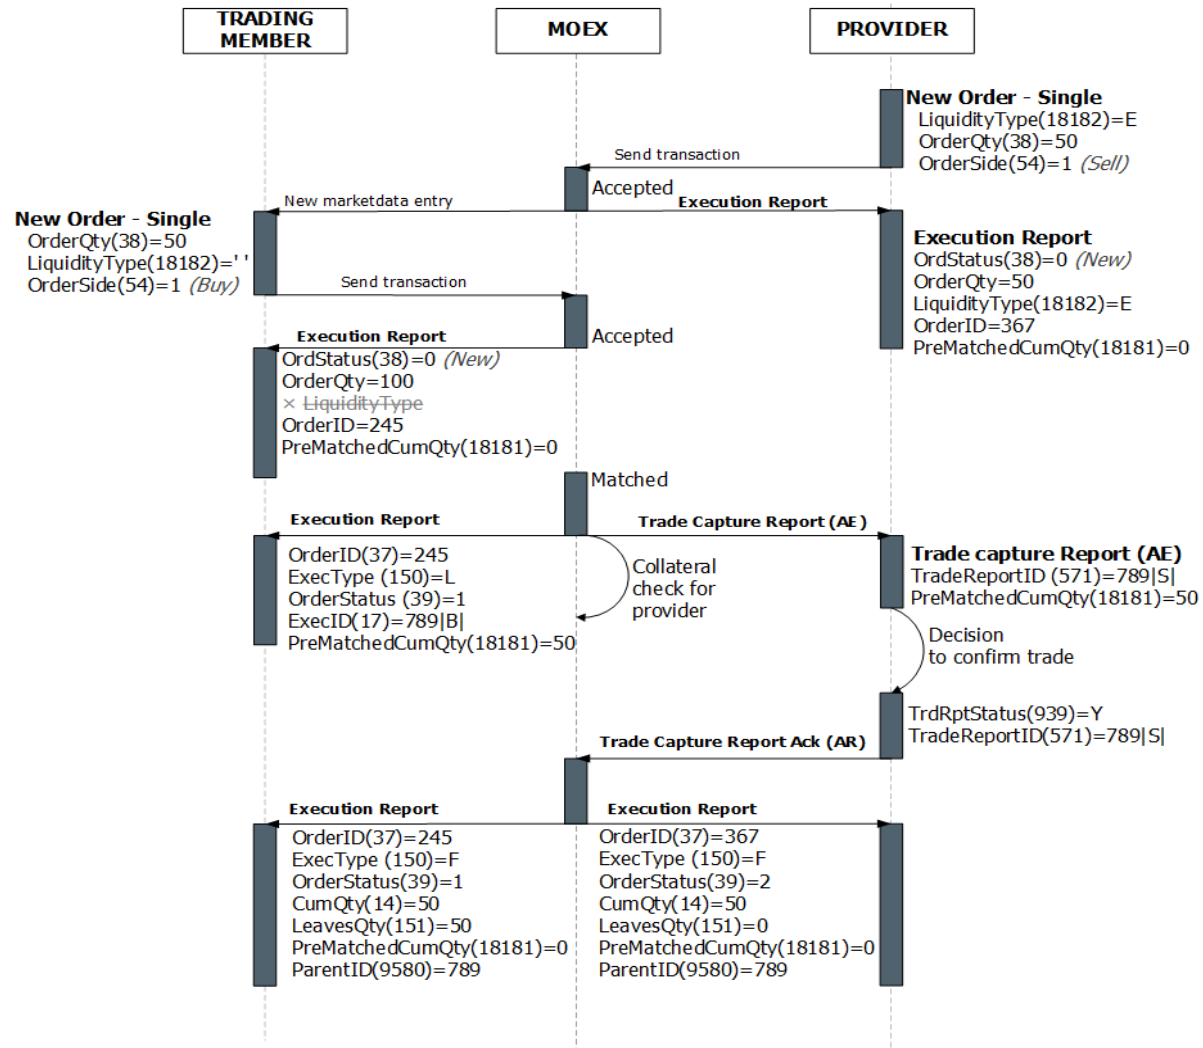 TRADING
MEMBER
MOEX
PROVIDER
New Order - Single
LiquidityType(18182)=E
OrderQty(38)=50
OrderSide(54)=1 (Sell)
Send transaction
Accepted
New marketdata entry
Execution Report
New Order - Single
OrderQty(38)=50
LiquidityType(18182)=' '
OrderSide(54)=1 (Buy)
Execution Report
OrdStatus(38)=0 (New)
OrderQty=50
LiquidityType(18182)=E
OrderID=367
PreMatchedCumQty(18181)=0
Send transaction
Accepted
Execution Report
OrdStatus(38)=0 (New)
OrderQty=100
× LiquidityType
OrderID=245
PreMatchedCumQty(18181)=0
Matched
Execution Report
Trade Capture Report (AE)
OrderID(37)=245
ExecType (150)=L
OrderStatus (39)=1
ExecID(17)=789|B|
PreMatchedCumQty(18181)=50
Collateral
check for
provider
Trade capture Report (AE)
TradeReportID (571)=789|S|
PreMatchedCumQty(18181)=50
Decision
to confirm trade
TrdRptStatus(939)=Y
TradeReportID(571)=789|S|
Trade Capture Report Ack (AR)
Execution Report
Execution Report
OrderID(37)=245
ExecType (150)=F
OrderStatus(39)=1
CumQty(14)=50
LeavesQty(151)=50
PreMatchedCumQty(18181)=0
ParentID(9580)=789
OrderID(37)=367
ExecType (150)=F
OrderStatus(39)=2
CumQty(14)=50
LeavesQty(151)=0
PreMatchedCumQty(18181)=0
ParentID(9580)=789